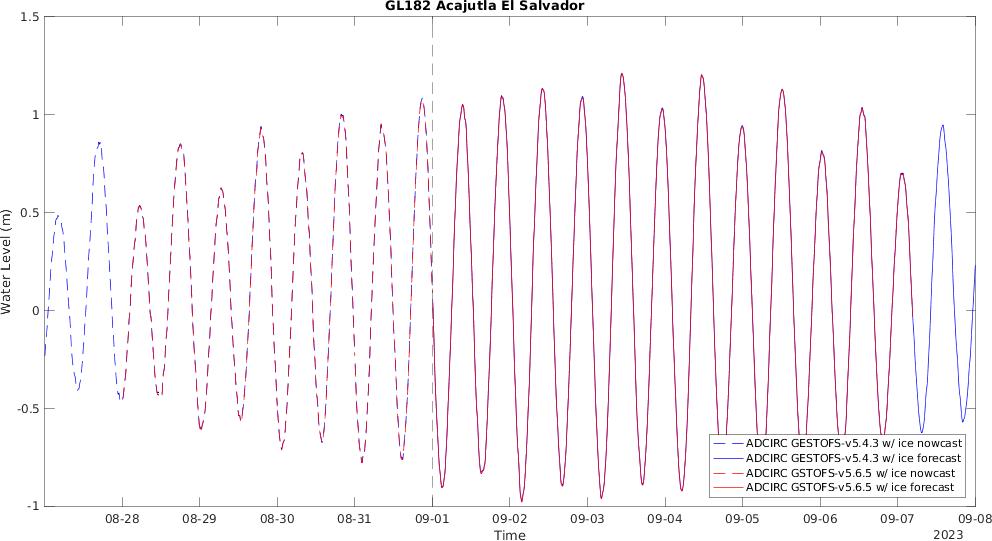 GL182 Acajutla El Salvador
1.5
1
0.5
0
-0.5
-1
Water Level (m)
ADCIRC GESTOFS-v5.4.3 w/ ice nowcast
ADCIRC GESTOFS-v5.4.3 w/ ice forecast
ADCIRC GSTOFS-v5.6.5 w/ ice nowcast
ADCIRC GSTOFS-v5.6.5 w/ ice forecast
08-28 08-29 08-30 08-31 09-01 09-02 09-03 09-04 09-05 09-06 09-07 09-08
Time
2023